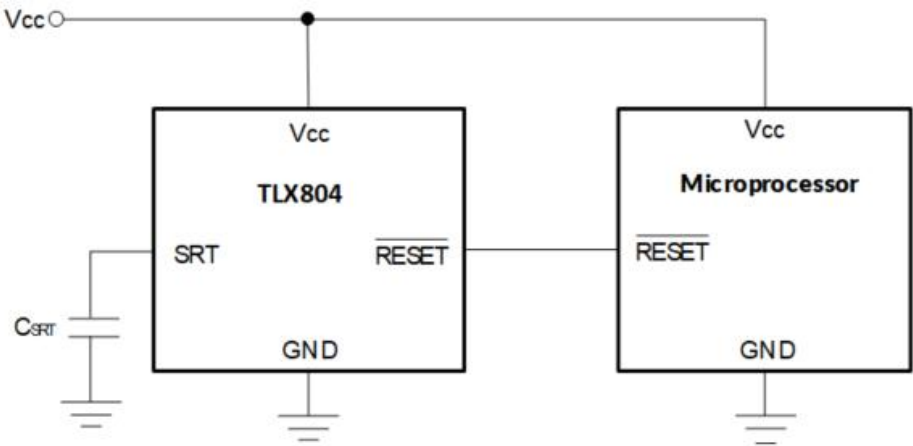 Vcc
Vcc
TLX804
SRT
RESET
GND
CSRT
Vcc
Microprocessor
RESET
GND